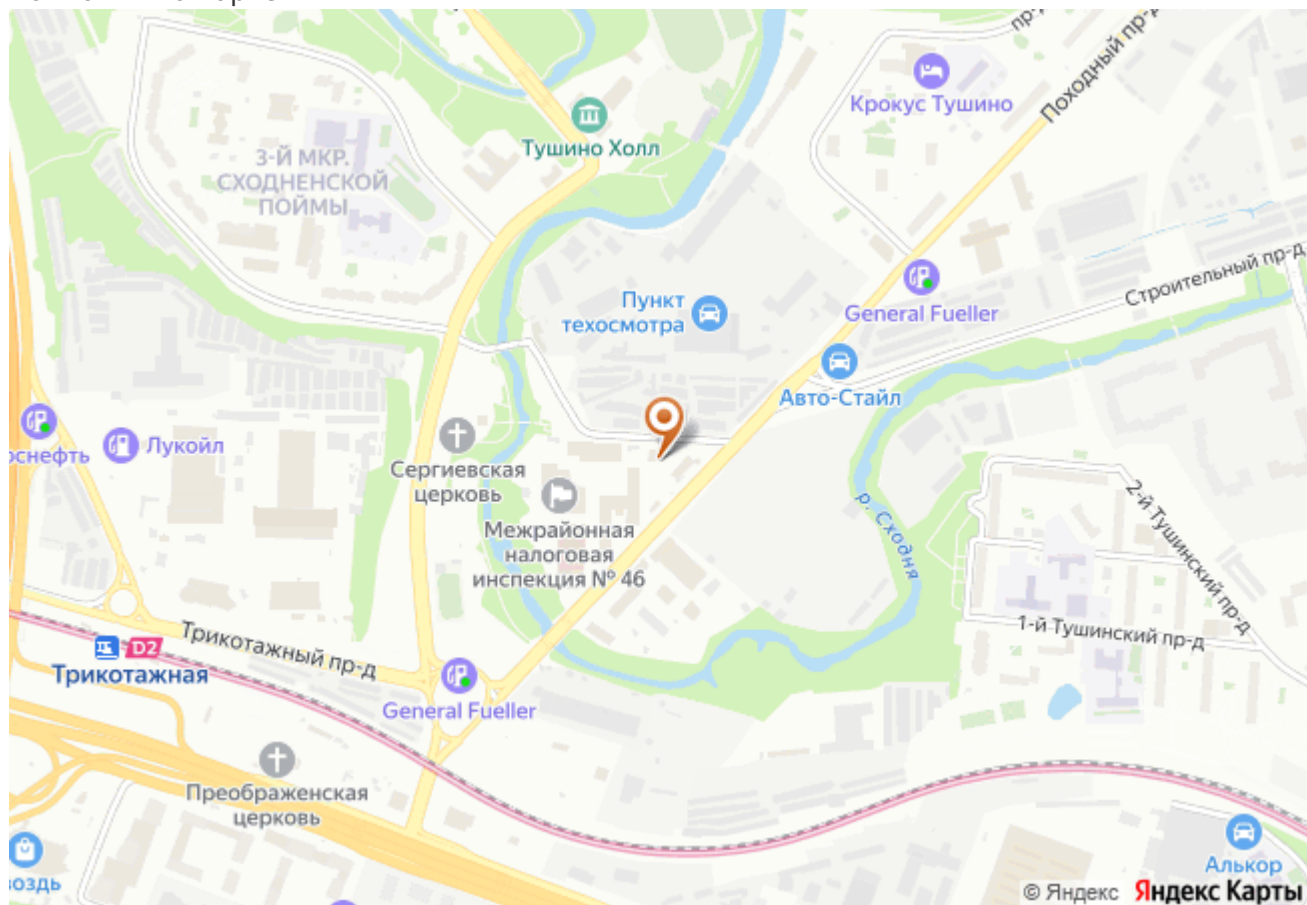 пр-д
Походный пр-д
Крокус Тушино
Тушино Холл
3-Й МКР.
СХОДНЕНСКОЙ
ПОЙМЫ
Строительный пр-д
Пункт
техосмотра
General Fueller
Авто-Стайл
Лукойл
Сергиевская
церковь
р. Сходня
2-й Тушинский пр-д
Межрайонная
налоговая
инспекция № 46
1-й Тушинский пр-д
Трикотажный пр-д
D2
Трикотажная
General Fueller
Преображенская
церковь
Алькор
© Яндекс Яндекс Карты